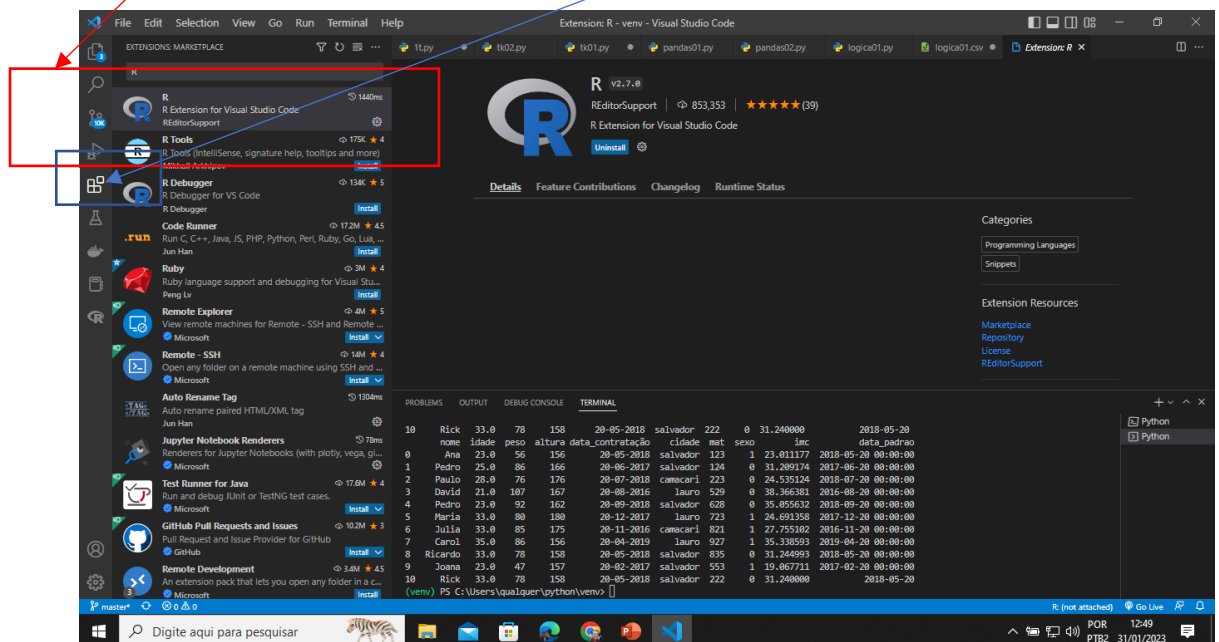 File Edit Selection View Go Run Terminal Help
Extension: R - venv - Visual Studio Code
EXTENSIONS: MARKETPLACE
1t.py tk02.py tk01.py pandas01.py pandas02.py logica01.py logica01.csv Extension: R
3
R
10K
R 1440ms
R Extension for Visual Studio Code
REditorSupport
R Tools 175K 4
R Tools (IntelliSense, signature help, tooltips and more)
Mikhail Arkhipov Install
R Debugger 134K 5
R Debugger for VS Code
R Debugger Install
.run
Code Runner 17.2M 4.5
Run C, C++, Java, JS, PHP, Python, Perl, Ruby, Go, Lua, ...
Jun Han Install
Ruby 3M 4
Ruby language support and debugging for Visual Stu...
Peng Lv Install
Remote Explorer 4M 5
View remote machines for Remote - SSH and Remote ...
Microsoft Install
Remote - SSH 14M 4
Open any folder on a remote machine using SSH and ...
Microsoft Install
Auto Rename Tag 1304ms
Auto rename paired HTML/XML tag
Jun Han
Jupyter Notebook Renderers 78ms
Renderers for Jupyter Notebooks (with plotly, vega, gi...
Microsoft
Test Runner for Java 17.6M 4
Run and debug JUnit or TestNG test cases.
Microsoft Install
GitHub Pull Requests and Issues 10.2M 3
Pull Request and Issue Provider for GitHub
GitHub Install
Remote Development 3.4M 4.5
An extension pack that lets you open any folder in a c...
3 Microsoft Install
R v2.7.0
REditorSupport 853,353 ★★★★★(39)
R Extension for Visual Studio Code
Uninstall
Details Feature Contributions Changelog Runtime Status
Categories
Programming Languages
Snippets
Extension Resources
Marketplace
Repository
License
REditorSupport
PROBLEMS OUTPUT DEBUG CONSOLE TERMINAL
Python
Python
10 Rick 33.0 78 158 20-05-2018 salvador 222 0 31.240000 2018-05-20
nome idade peso altura data_contratação cidade mat sexo imc data_padrao
0 Ana 23.0 56 156 20-05-2018 salvador 123 1 23.011177 2018-05-20 00:00:00
1 Pedro 25.0 86 166 20-06-2017 salvador 124 0 31.209174 2017-06-20 00:00:00
2 Paulo 28.0 76 176 20-07-2018 camacari 223 0 24.535124 2018-07-20 00:00:00
3 David 21.0 107 167 20-08-2016 lauro 529 0 38.366381 2016-08-20 00:00:00
4 Pedro 23.0 92 162 20-09-2018 salvador 628 0 35.055632 2018-09-20 00:00:00
5 Maria 33.0 80 180 20-12-2017 lauro 723 1 24.691358 2017-12-20 00:00:00
6 Julia 33.0 85 175 20-11-2016 camacari 821 1 27.755102 2016-11-20 00:00:00
7 Carol 35.0 86 156 20-04-2019 lauro 927 1 35.338593 2019-04-20 00:00:00
8 Ricardo 33.0 78 158 20-05-2018 salvador 835 0 31.244993 2018-05-20 00:00:00
9 Joana 23.0 47 157 20-02-2017 salvador 553 1 19.067711 2017-02-20 00:00:00
10 Rick 33.0 78 158 20-05-2018 salvador 222 0 31.240000 2018-05-20
(venv) PS C:\Users\qualquer\python\venv>
master* 0 0 R: (not attached) Go Live
Digite aqui para pesquisar
POR 12:49
PTB2 31/01/2023